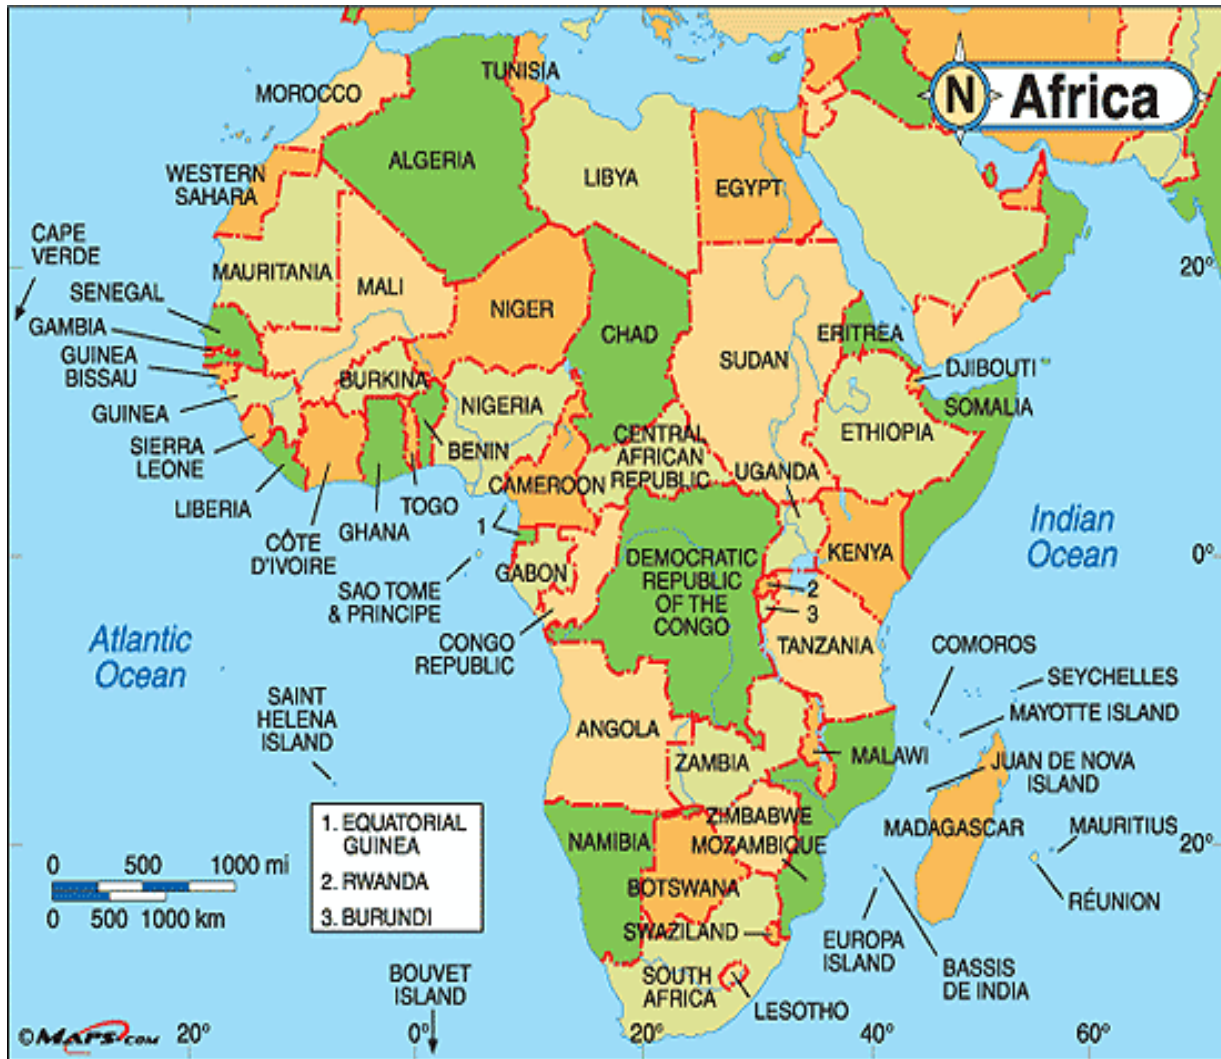 N Africa
TUNISIA
MOROCCO
ALGERIA
LIBYA
EGYPT
WESTERN
SAHARA
CAPE
VERDE
MAURITANIA
MALI
NIGER
CHAD
SUDAN
ERITREA
20°
SENEGAL
GAMBIA
GUINEA
BISSAU
GUINEA
SIERRA
LEONE
LIBERIA
CÔTE
D'IVOIRE
BURKINA
GHANA
TOGO
BENIN
NIGERIA
CAMEROON
CENTRAL
AFRICAN
REPUBLIC
DJIBOUTI
SOMALIA
ETHIOPIA
UGANDA
KENYA
Indian
Ocean
0°
1
GABON
SAO TOME
& PRINCIPE
CONGO
REPUBLIC
DEMOCRATIC
REPUBLIC
OF THE
CONGO
2
3
TANZANIA
Atlantic
Ocean
SAINT
HELENA
ISLAND
COMOROS
SEYCHELLES
MAYOTTE ISLAND
JUAN DE NOVA
ISLAND
ANGOLA
ZAMBIA
MALAWI
ZIMBABWE
MOZAMBIQUE
MADAGASCAR
MAURITIUS
20°
RÉUNION
NAMIBIA
BOTSWANA
SWAZILAND
SOUTH
AFRICA
LESOTHO
EUROPA
ISLAND
BASSIS
DE INDIA
1. EQUATORIAL
GUINEA
2. RWANDA
3. BURUNDI
0 500 1000 mi
0 500 1000 km
BOUVET
ISLAND
©MAPS.COM
20° 0° 20° 40° 60°